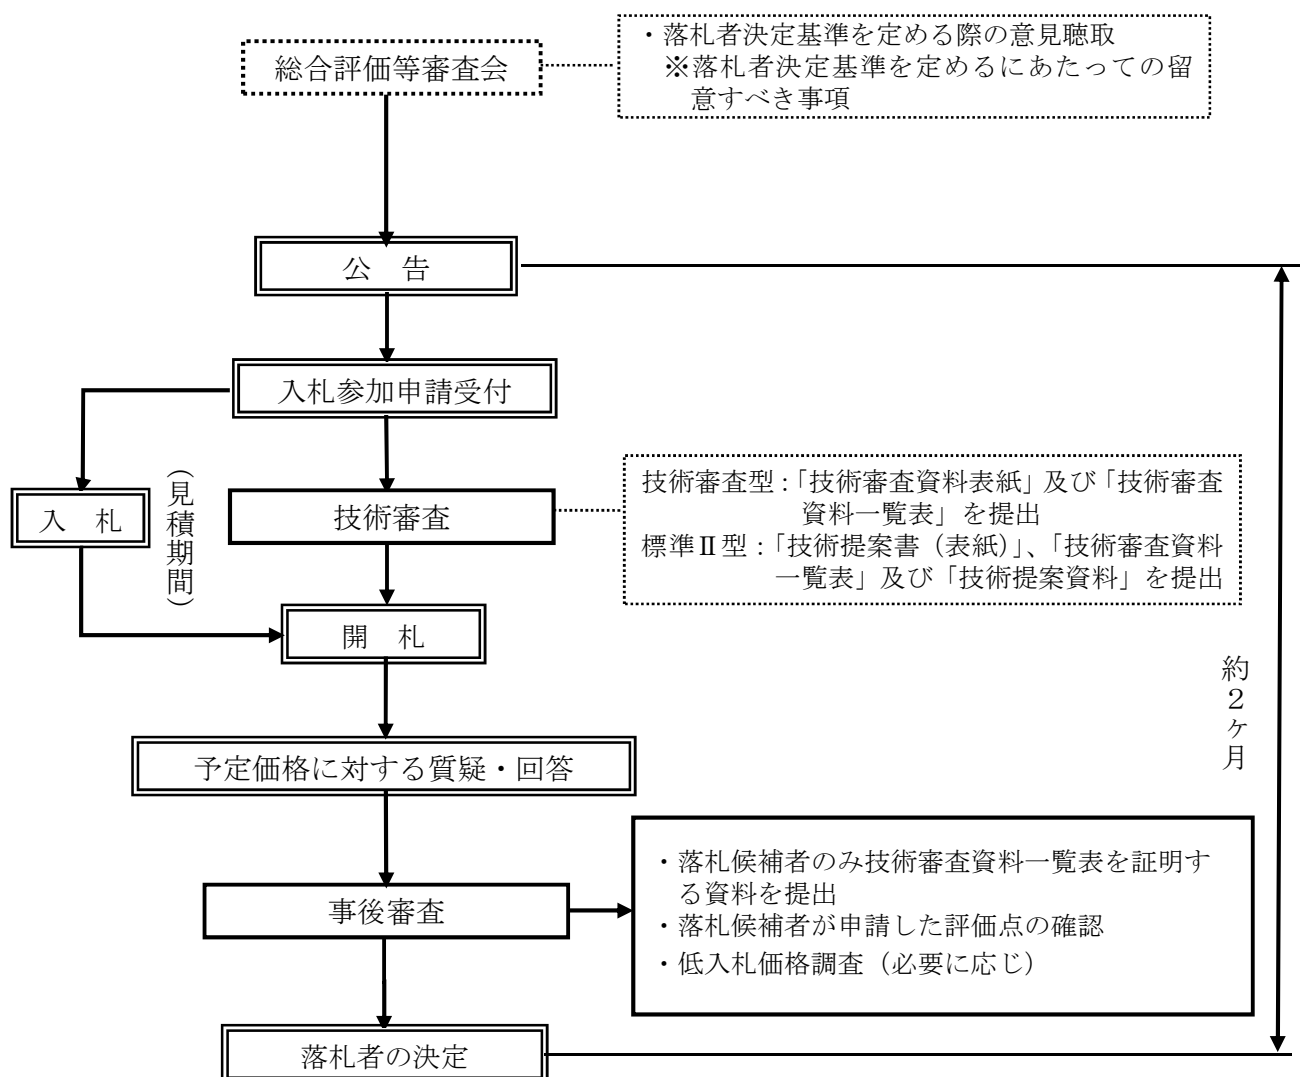 総合評価等審査会
・落札者決定基準を定める際の意見聴取
※落札者決定基準を定めるにあたっての留
意すべき事項
公　告
入札参加申請受付
入　札
(見積期間)
技術審査
技術審査型：「技術審査資料表紙」及び「技術審査
資料一覧表」を提出
標準Ⅱ型：「技術提案書（表紙）」、「技術審査資料
一覧表」及び「技術提案資料」を提出
開　札
約２ヶ月
予定価格に対する質疑・回答
事後審査
・落札候補者のみ技術審査資料一覧表を証明す
る資料を提出
・落札候補者が申請した評価点の確認
・低入札価格調査（必要に応じ）
落札者の決定